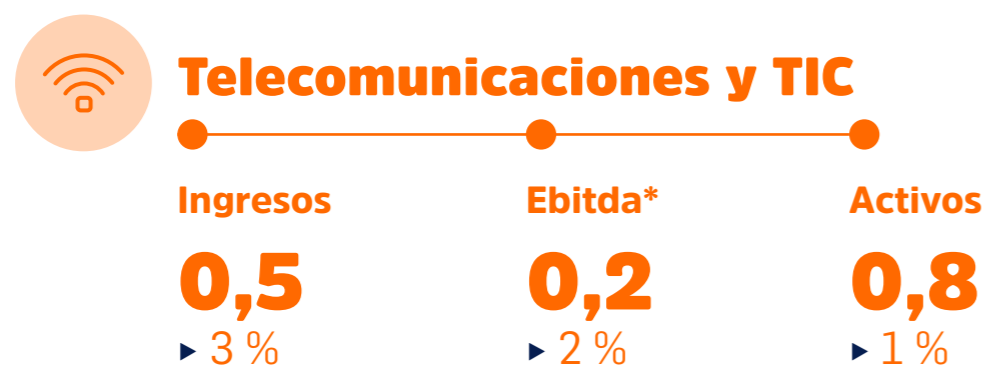 Telecomunicaciones y TIC
Ingresos Ebitda* Activos
0,5 0,2 0,8
▶ 3 % ▶ 2 % ▶ 1 %